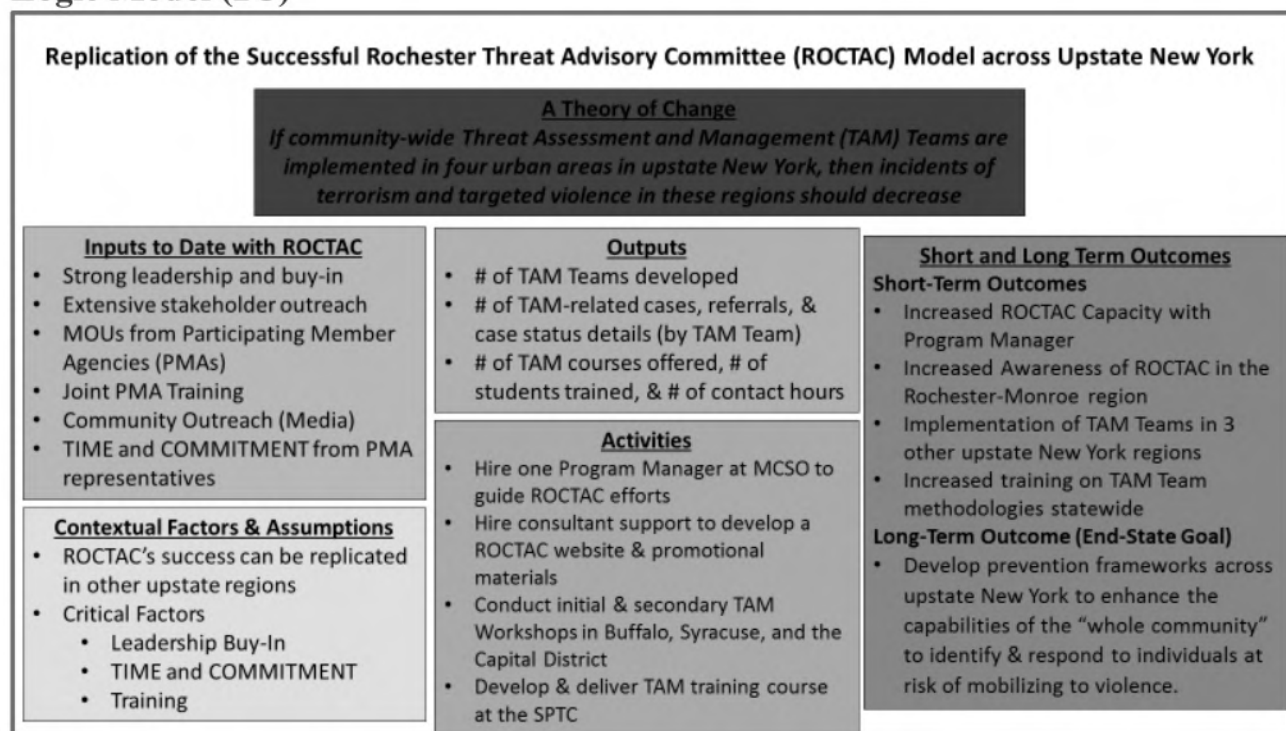 Replication of the Successful Rochester Threat Advisory Committee (ROCTAC) Model across Upstate New York
A Theory of Change
If community-wide Threat Assessment and Management (TAM) Teams are
implemented in four urban areas in upstate New York, then incidents of
terrorism and targeted violence in these regions should decrease
Inputs to Date with ROCTAC
• Strong leadership and buy-in
• Extensive stakeholder outreach
• MOUs from Participating Member
Agencies (PMAs)
• Joint PMA Training
• Community Outreach (Media)
• TIME and COMMITMENT from PMA
representatives
Contextual Factors & Assumptions
• ROCTAC's success can be replicated
in other upstate regions
• Critical Factors
• Leadership Buy-In
• TIME and COMMITMENT
• Training
Outputs
• # of TAM Teams developed
• # of TAM-related cases, referrals, &
case status details (by TAM Team)
• # of TAM courses offered, # of
students trained, & # of contact hours
Activities
• Hire one Program Manager at MCSO to
guide ROCTAC efforts
• Hire consultant support to develop a
ROCTAC website & promotional
materials
• Conduct initial & secondary TAM
Workshops in Buffalo, Syracuse, and the
Capital District
• Develop & deliver TAM training course
at the SPTC
Short and Long Term Outcomes
Short-Term Outcomes
• Increased ROCTAC Capacity with
Program Manager
• Increased Awareness of ROCTAC in the
Rochester-Monroe region
• Implementation of TAM Teams in 3
other upstate New York regions
• Increased training on TAM Team
methodologies statewide
Long-Term Outcome (End-State Goal)
• Develop prevention frameworks across
upstate New York to enhance the
capabilities of the "whole community"
to identify & respond to individuals at
risk of mobilizing to violence.